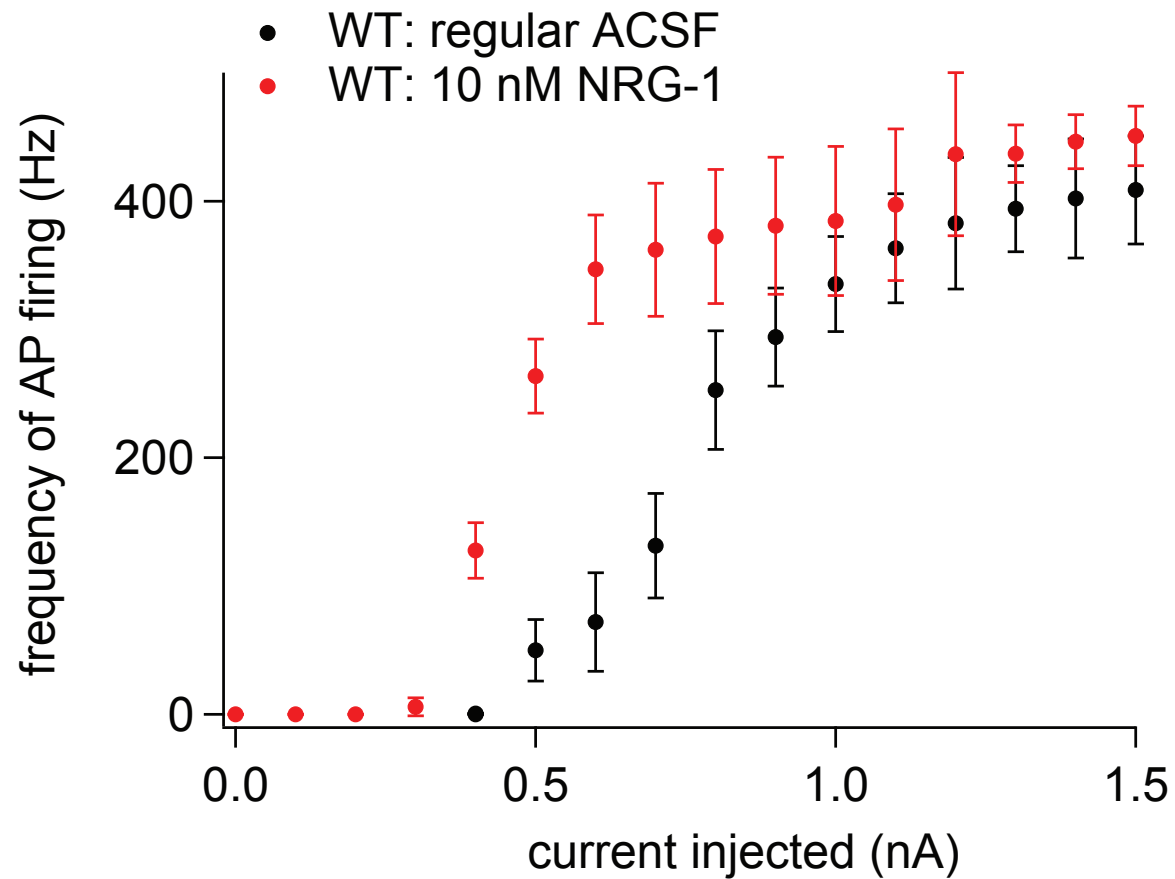 WT: regular ACSF
WT: 10 nM NRG-1
frequency of AP firing (Hz)
400
200
0
0.0 0.5 1.0 1.5
current injected (nA)